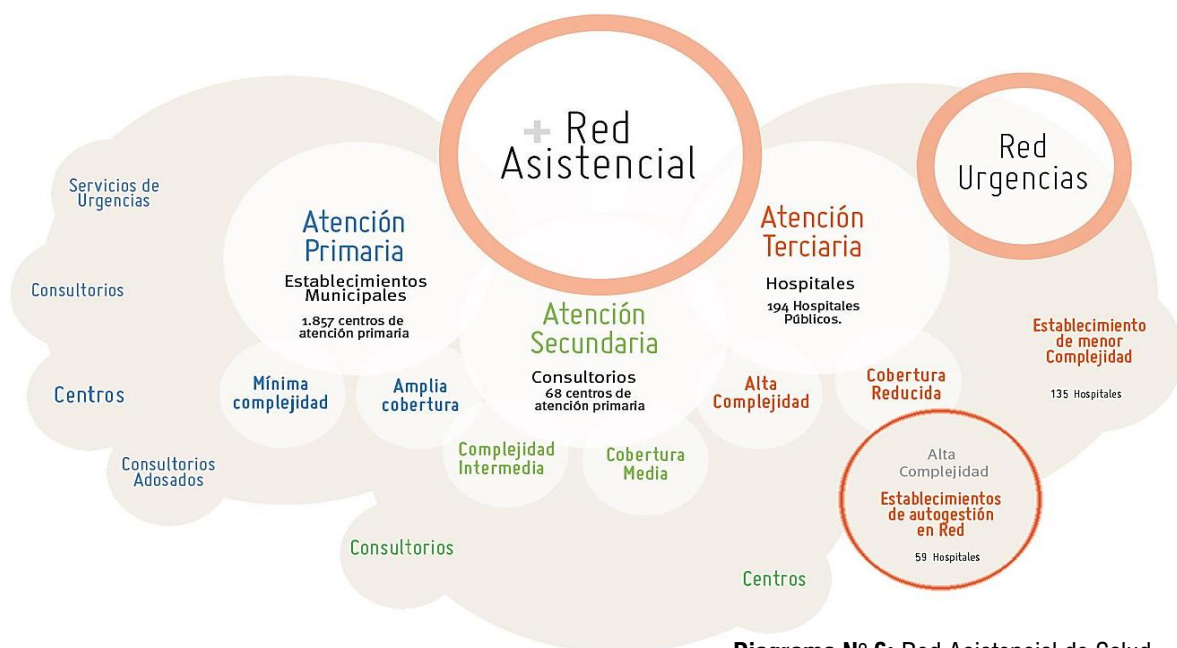 + Red
Asistencial
Red
Urgencias
Servicios de
Urgencias
Consultorios
Centros
Consultorios
Adosados
Atención
Primaria
Establecimientos
Municipales
1.857 centros de
atención primaria
Mínima
complejidad
Amplia
cobertura
Atención
Secundaria
Consultorios
68 centros de
atención primaria
Complejidad
Intermedia
Cobertura
Media
Consultorios
Centros
Atención
Terciaria
Hospitales
194 Hospitales
Públicos.
Alta
Complejidad
Cobertura
Reducida
Establecimiento
de menor
Complejidad
135 Hospitales
Alta
Complejidad
Establecimientos
de autogestión
en Red
59 Hospitales
Diagrama Nº 6: Red Asistencial de Salud